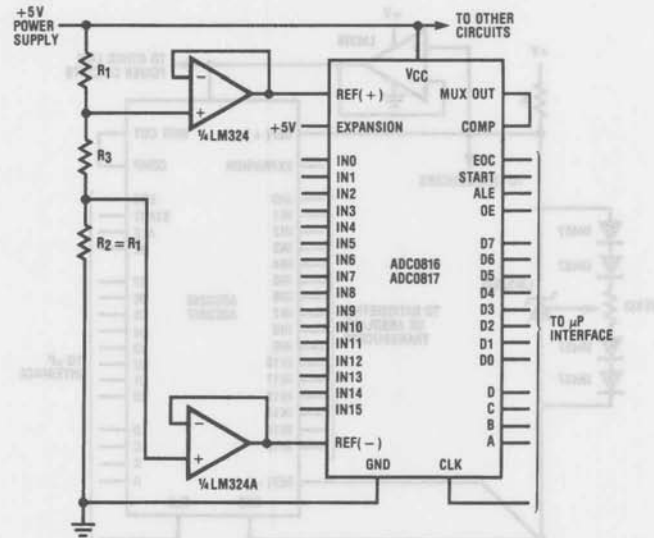 +5V
POWER
SUPPLY
TO OTHER
CIRCUITS
R1
R3
R2 = R1
-
+
¼ LM324
-
+
¼ LM324A
VCC
REF(+)
MUX OUT
+5V
EXPANSION
COMP
IN0
IN1
IN2
IN3
IN4
IN5
IN6
IN7
IN8
IN9
IN10
IN11
IN12
IN13
IN14
IN15
REF(−)
GND
CLK
ADC0816
ADC0817
EOC
START
ALE
OE
D7
D6
D5
D4
D3
D2
D1
D0
D
C
B
A
TO µP
INTERFACE